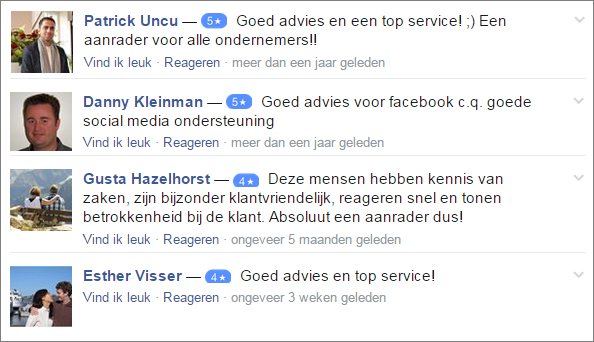 Patrick Uncu — 5★ Goed advies en een top service! ;) Een
aanrader voor alle ondernemers!!
Vind ik leuk · Reageren · meer dan een jaar geleden
Danny Kleinman — 5★ Goed advies voor facebook c.q. goede
social media ondersteuning
Vind ik leuk · Reageren · meer dan een jaar geleden
Gusta Hazelhorst — 4★ Deze mensen hebben kennis van
zaken, zijn bijzonder klantvriendelijk, reageren snel en tonen
betrokkenheid bij de klant. Absoluut een aanrader dus!
Vind ik leuk · Reageren · ongeveer 5 maanden geleden
Esther Visser — 4★ Goed advies en top service!
Vind ik leuk · Reageren · ongeveer 3 weken geleden